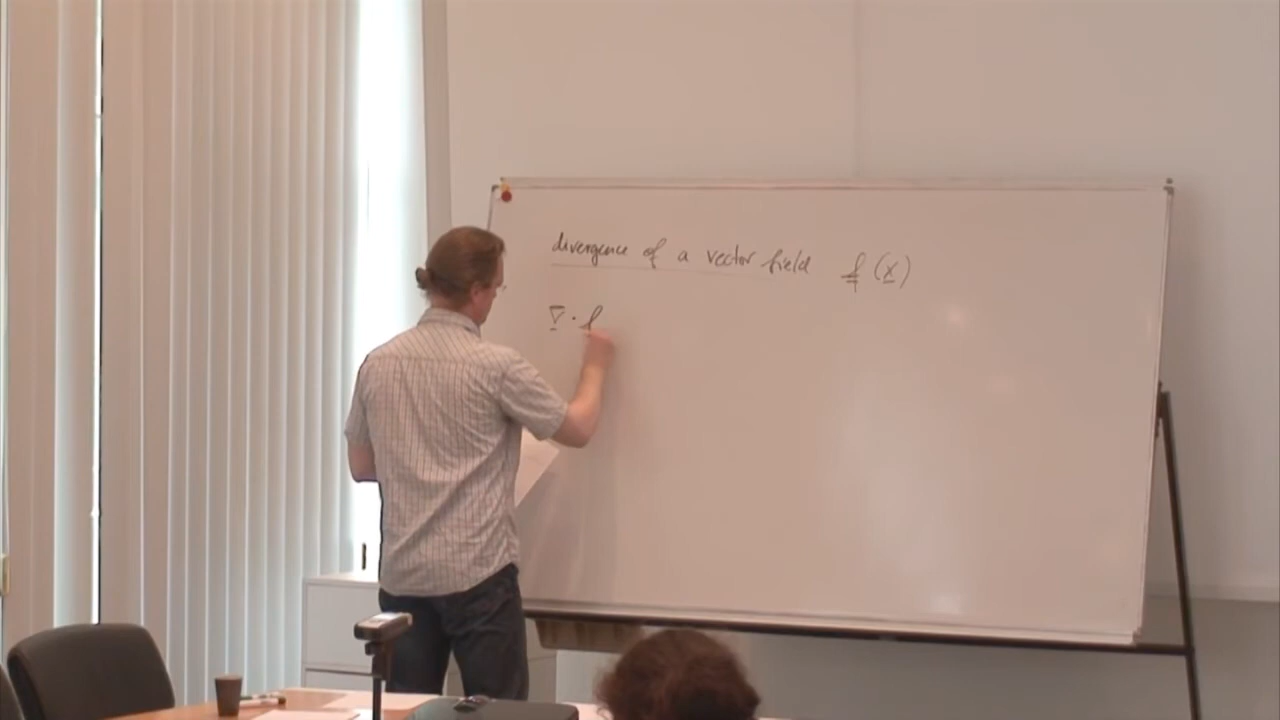 divergence of a vector field f (x)
∇ · f